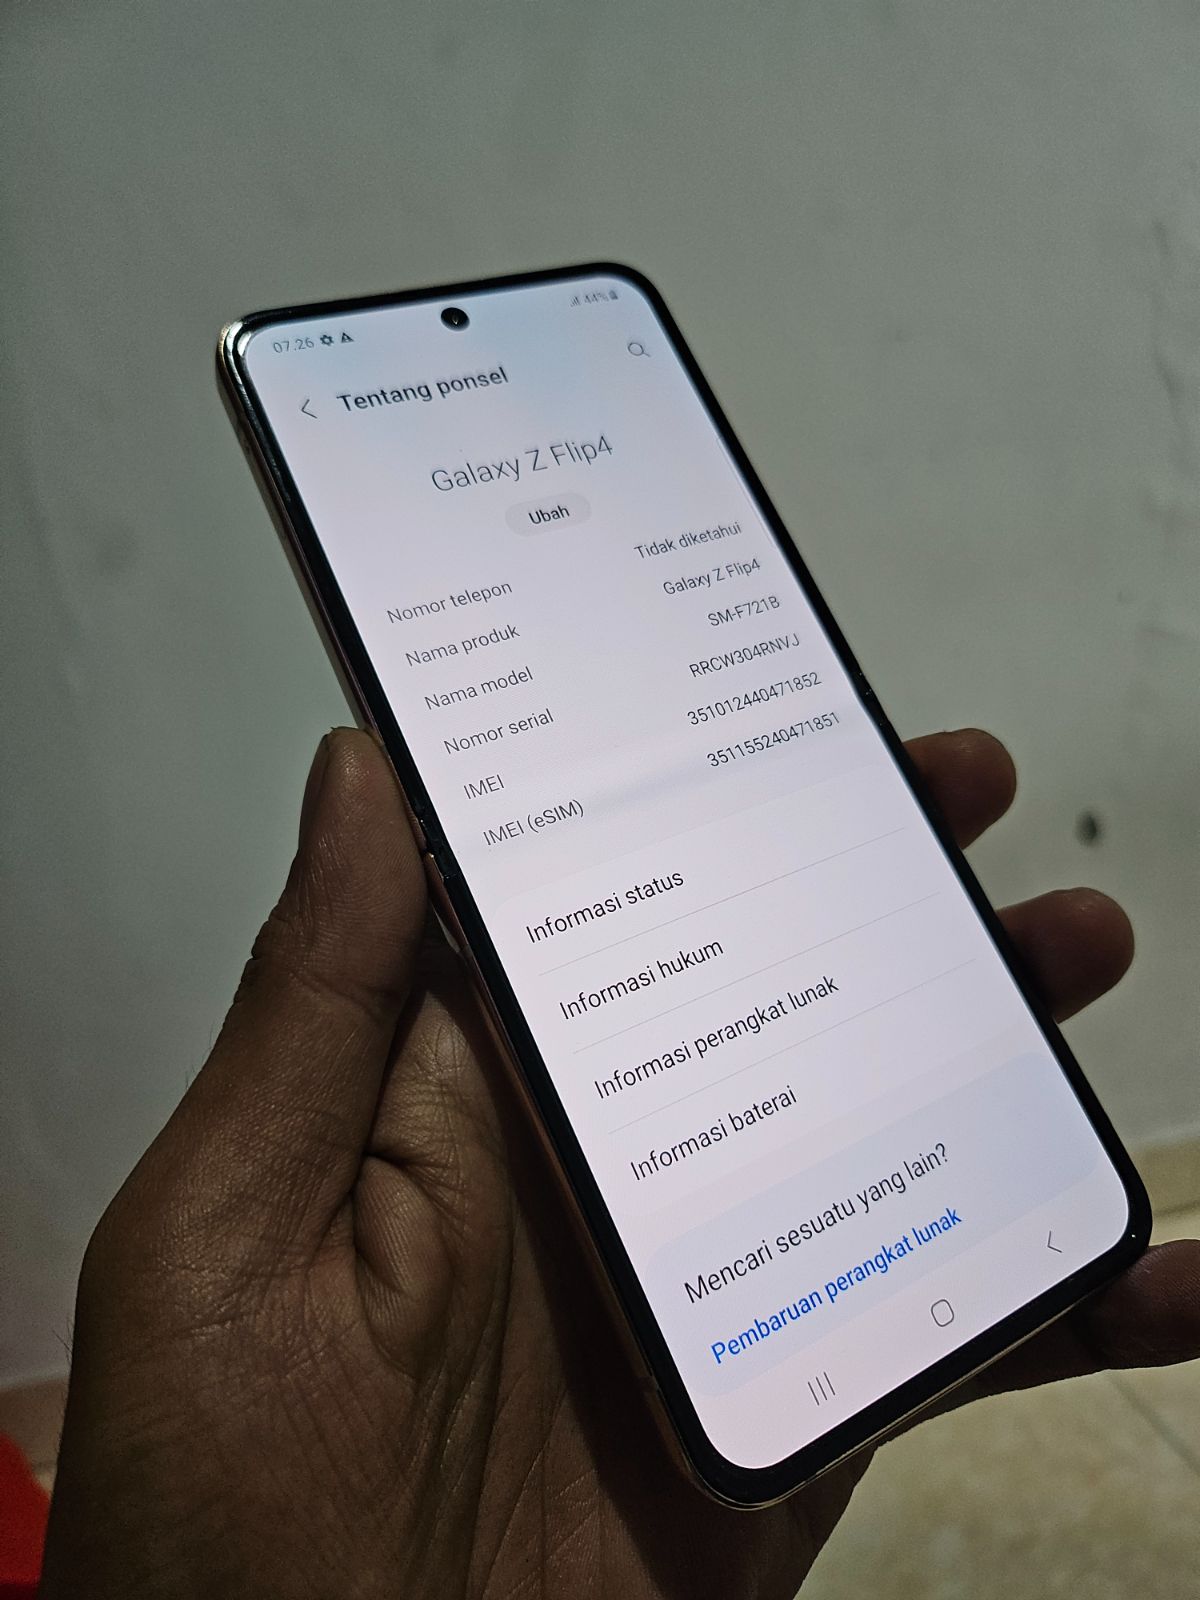 07.26
44%
Tentang ponsel
Galaxy Z Flip4
Ubah
Nomor telepon Tidak diketahui
Nama produk Galaxy Z Flip4
Nama model SM-F721B
Nomor serial RRCW304RNVJ
IMEI 351012440471852
IMEI (eSIM) 351155240471851
Informasi status
Informasi hukum
Informasi perangkat lunak
Informasi baterai
Mencari sesuatu yang lain?
Pembaruan perangkat lunak